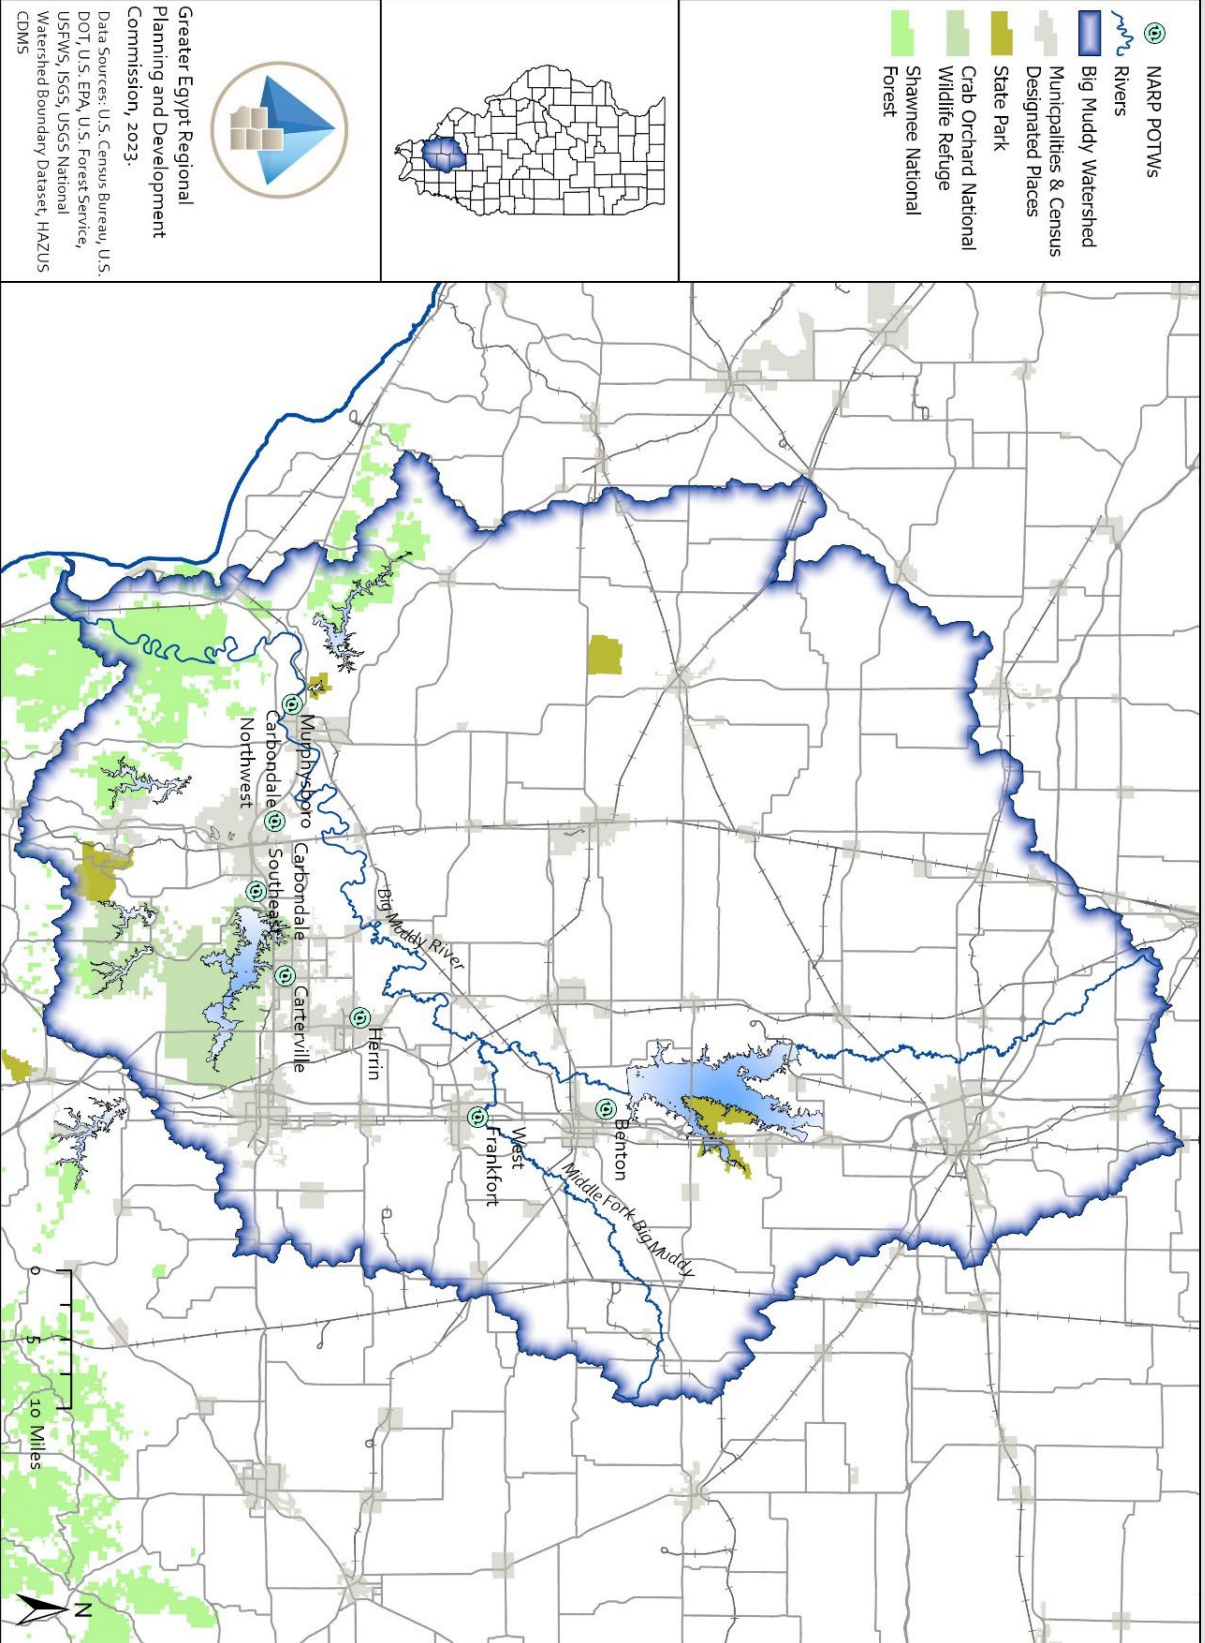 NARP POTWs
Rivers
Big Muddy Watershed
Municpalities & Census
Designated Places
State Park
Crab Orchard National
Wildlife Refuge
Shawnee National
Forest
Greater Egypt Regional
Planning and Development
Commission, 2023.
Data Sources: U.S. Census Bureau, U.S.
DOT, U.S. EPA, U.S. Forest Service,
USFWS, ISGS, USGS National
Watershed Boundary Dataset, HAZUS
CDMS
Benton
Middle Fork Big Muddy
West
Frankfort
Big Muddy River
Herrin
Murphysboro
Carbondale
Northwest
Carbondale
Southeast
Carterville
0
5
10 Miles
N